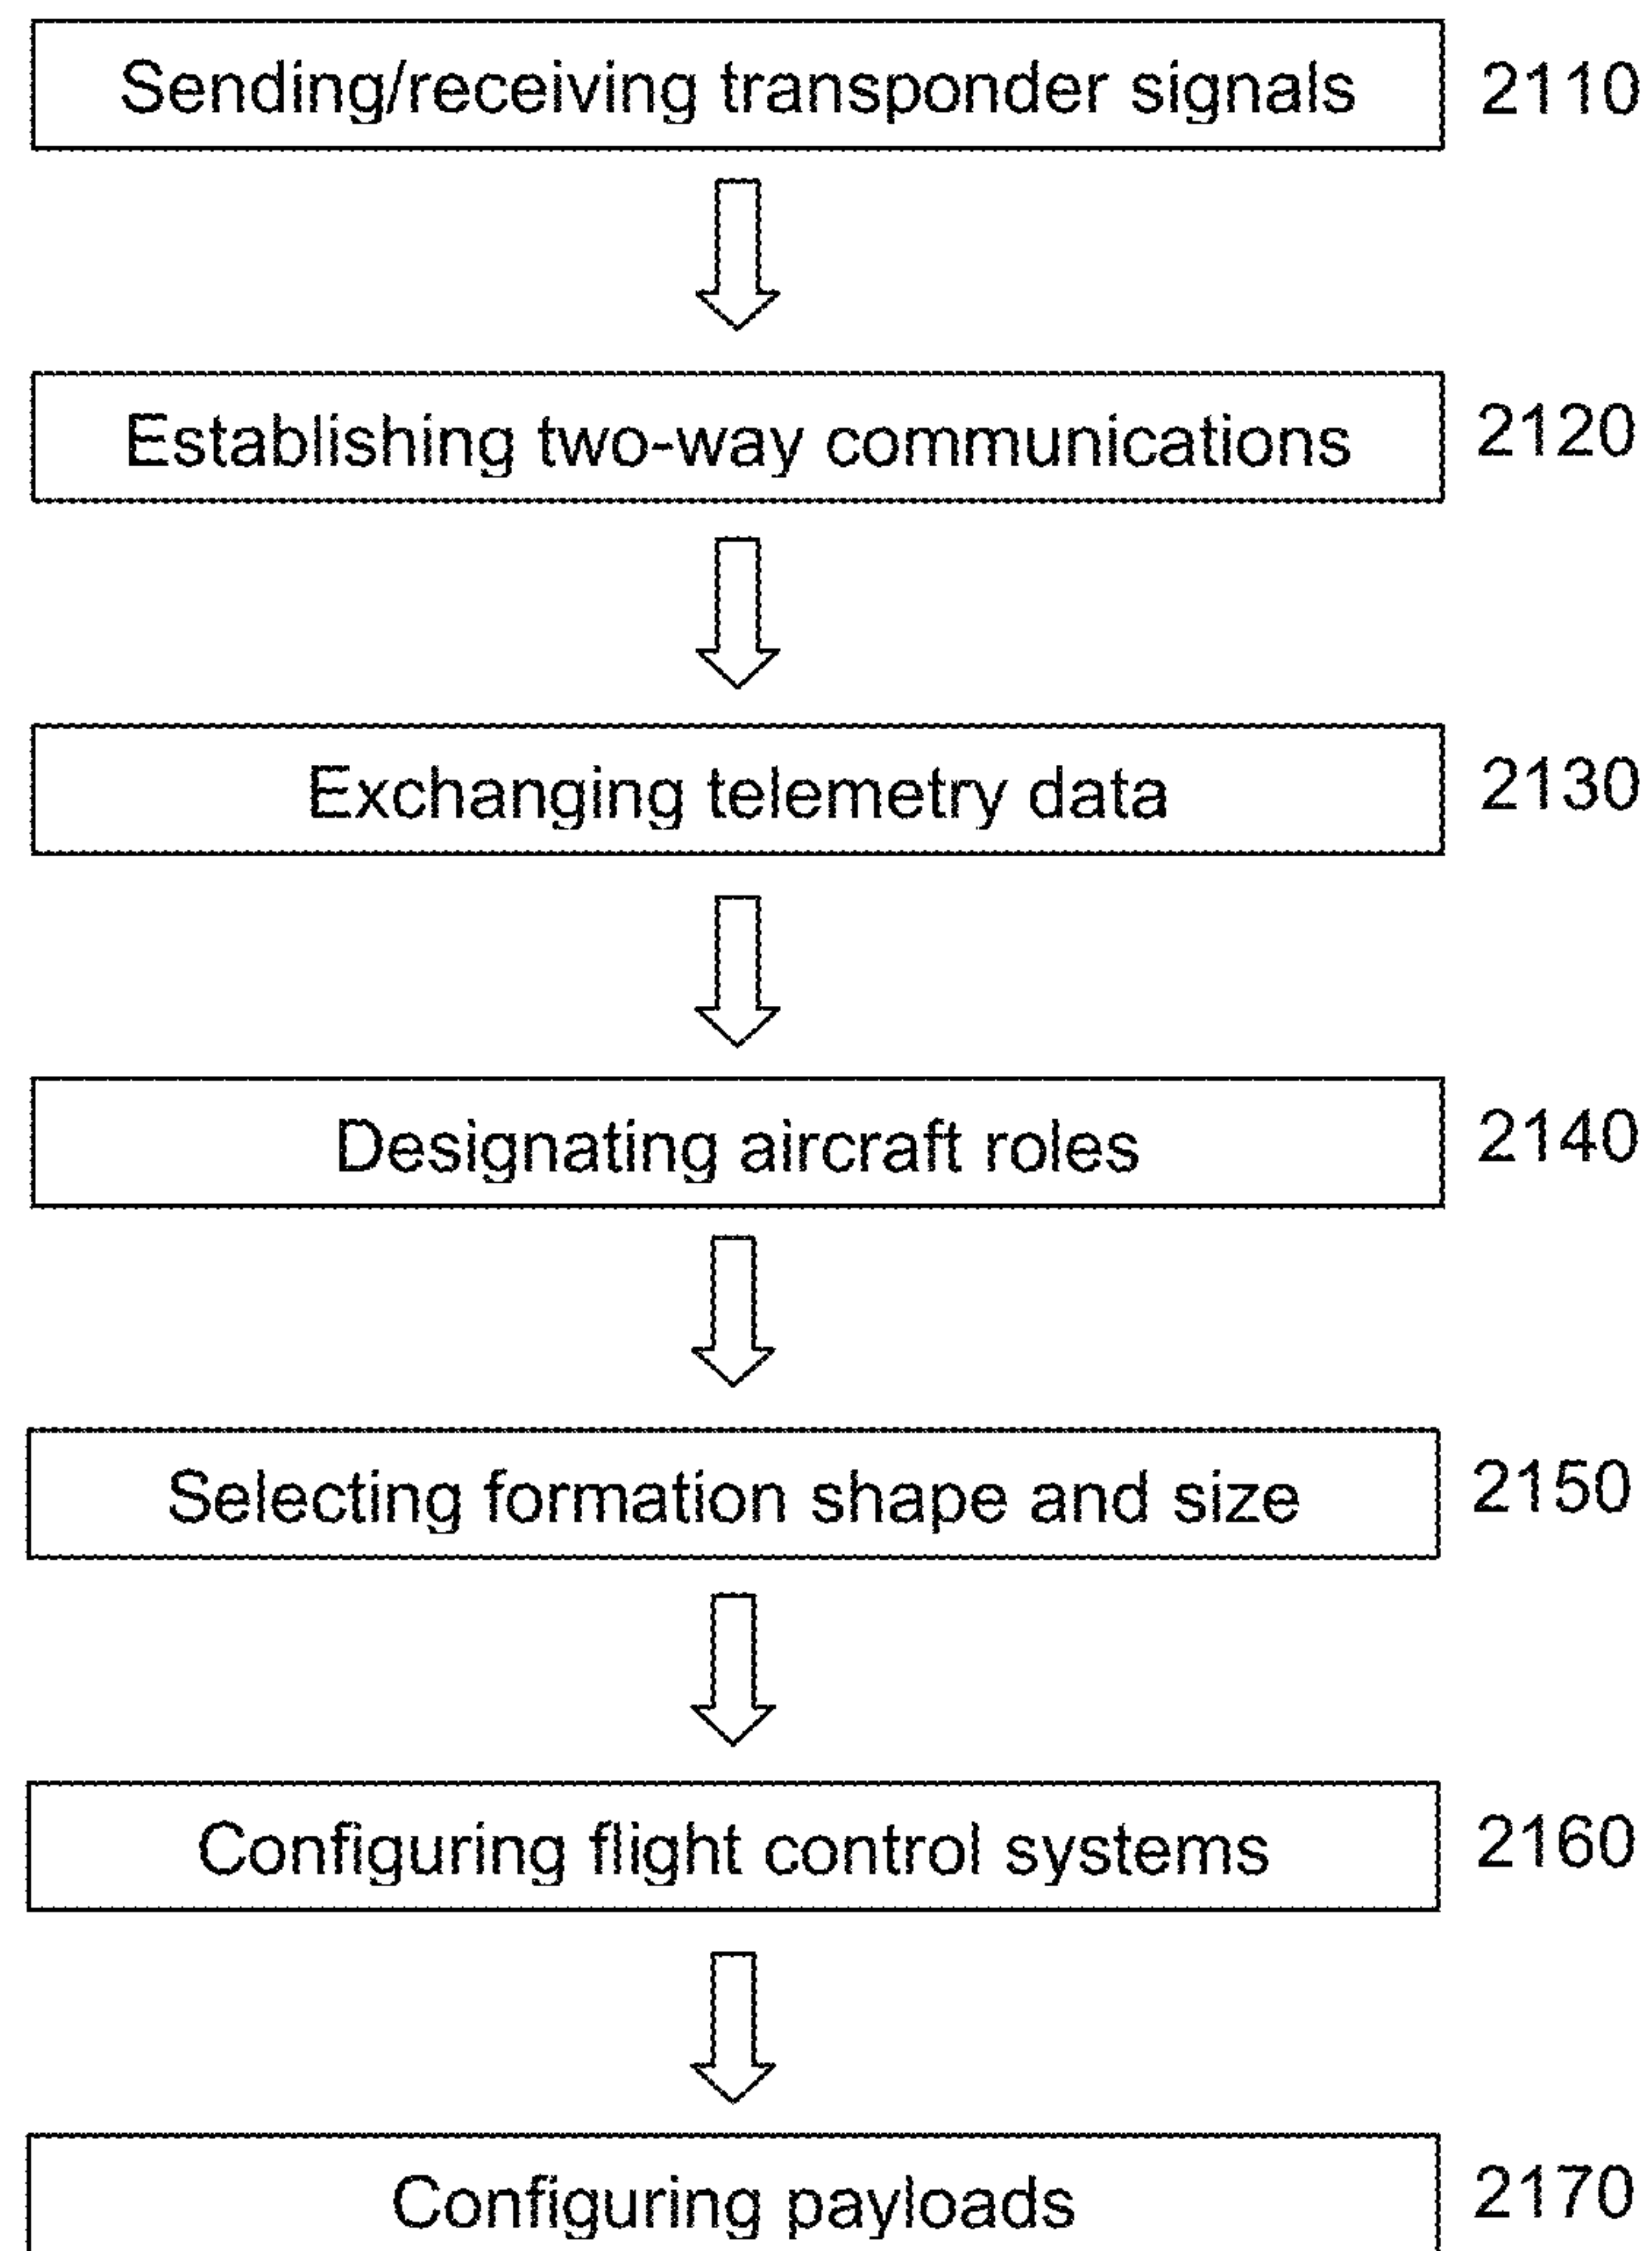 Sending/receiving transponder signals 2110
Establishing two-way communications 2120
Exchanging telemetry data 2130
Designating aircraft roles 2140
Selecting formation shape and size 2150
Configuring flight control systems 2160
Configuring payloads 2170